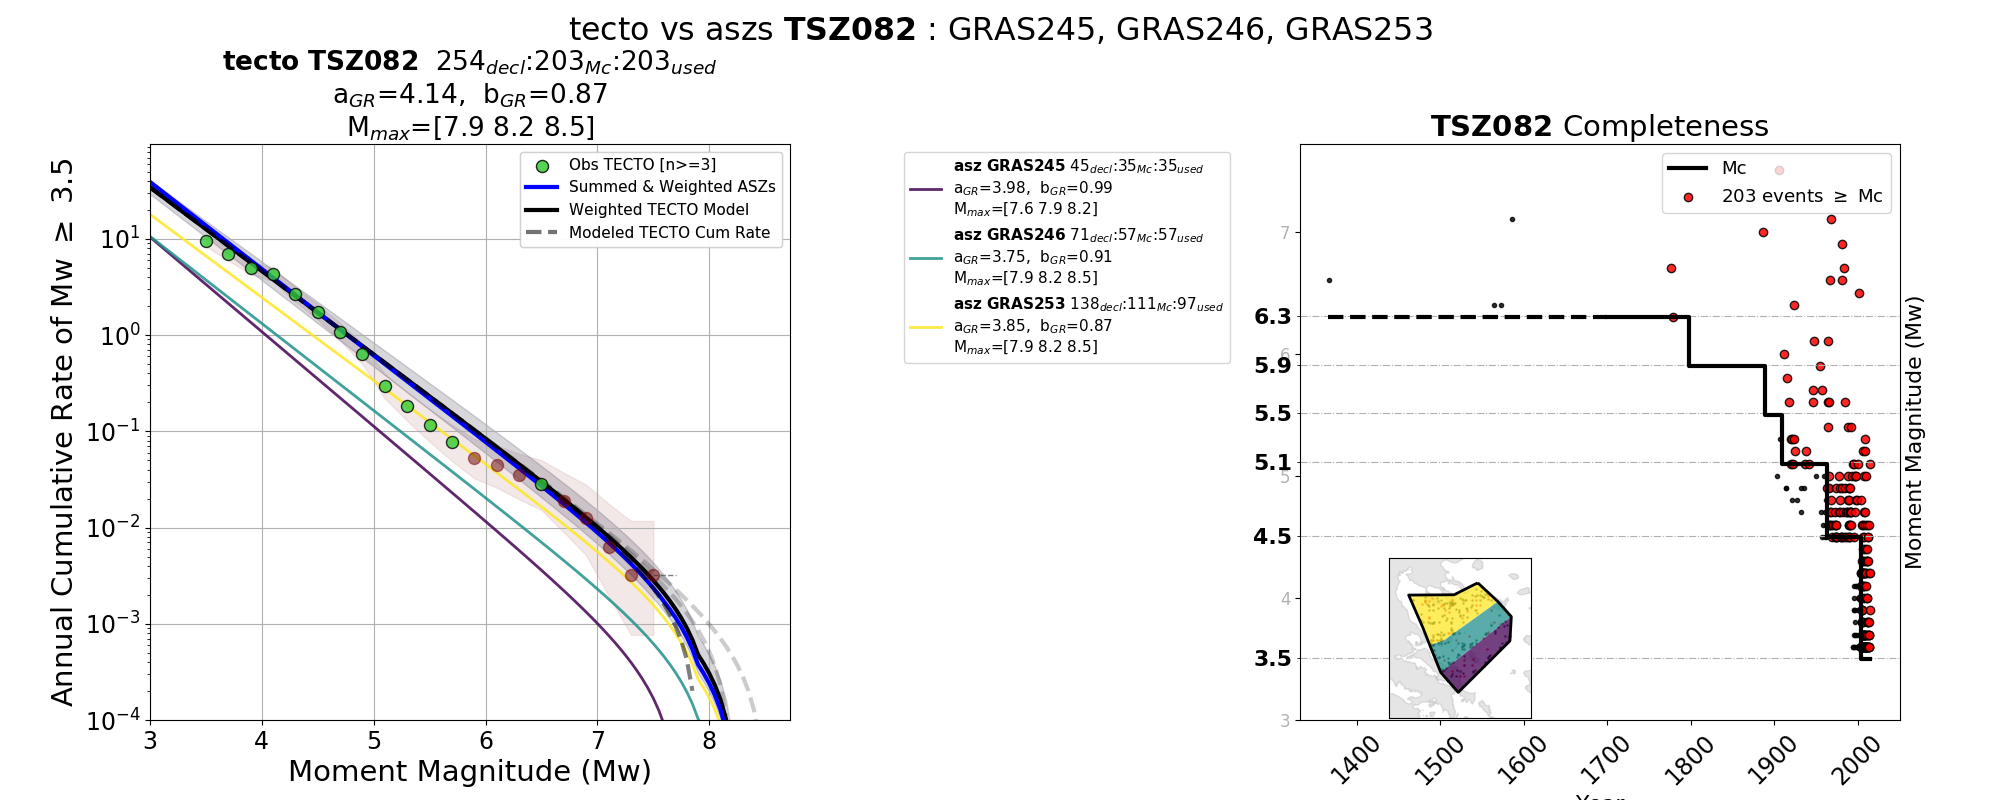 tecto vs aszs TSZ082 : GRAS245, GRAS246, GRAS253
tecto TSZ082 254decl:203Mc:203used
aGR=4.14, bGR=0.87
Mmax=[7.9 8.2 8.5]
Annual Cumulative Rate of Mw ≥ 3.5
10^1
10^0
10^−1
10^−2
10^−3
10^−4
3 4 5 6 7 8
Moment Magnitude (Mw)
Obs TECTO [n>=3]
Summed & Weighted ASZs
Weighted TECTO Model
Modeled TECTO Cum Rate
asz GRAS245 45decl:35Mc:35used
aGR=3.98, bGR=0.99
Mmax=[7.6 7.9 8.2]
asz GRAS246 71decl:57Mc:57used
aGR=3.75, bGR=0.91
Mmax=[7.9 8.2 8.5]
asz GRAS253 138decl:111Mc:97used
aGR=3.85, bGR=0.87
Mmax=[7.9 8.2 8.5]
TSZ082 Completeness
Mc
203 events ≥ Mc
7
6.3
6
5.9
5.5
5.1
5
4.5
4
3.5
3
Moment Magnitude (Mw)
1400 1500 1600 1700 1800 1900 2000